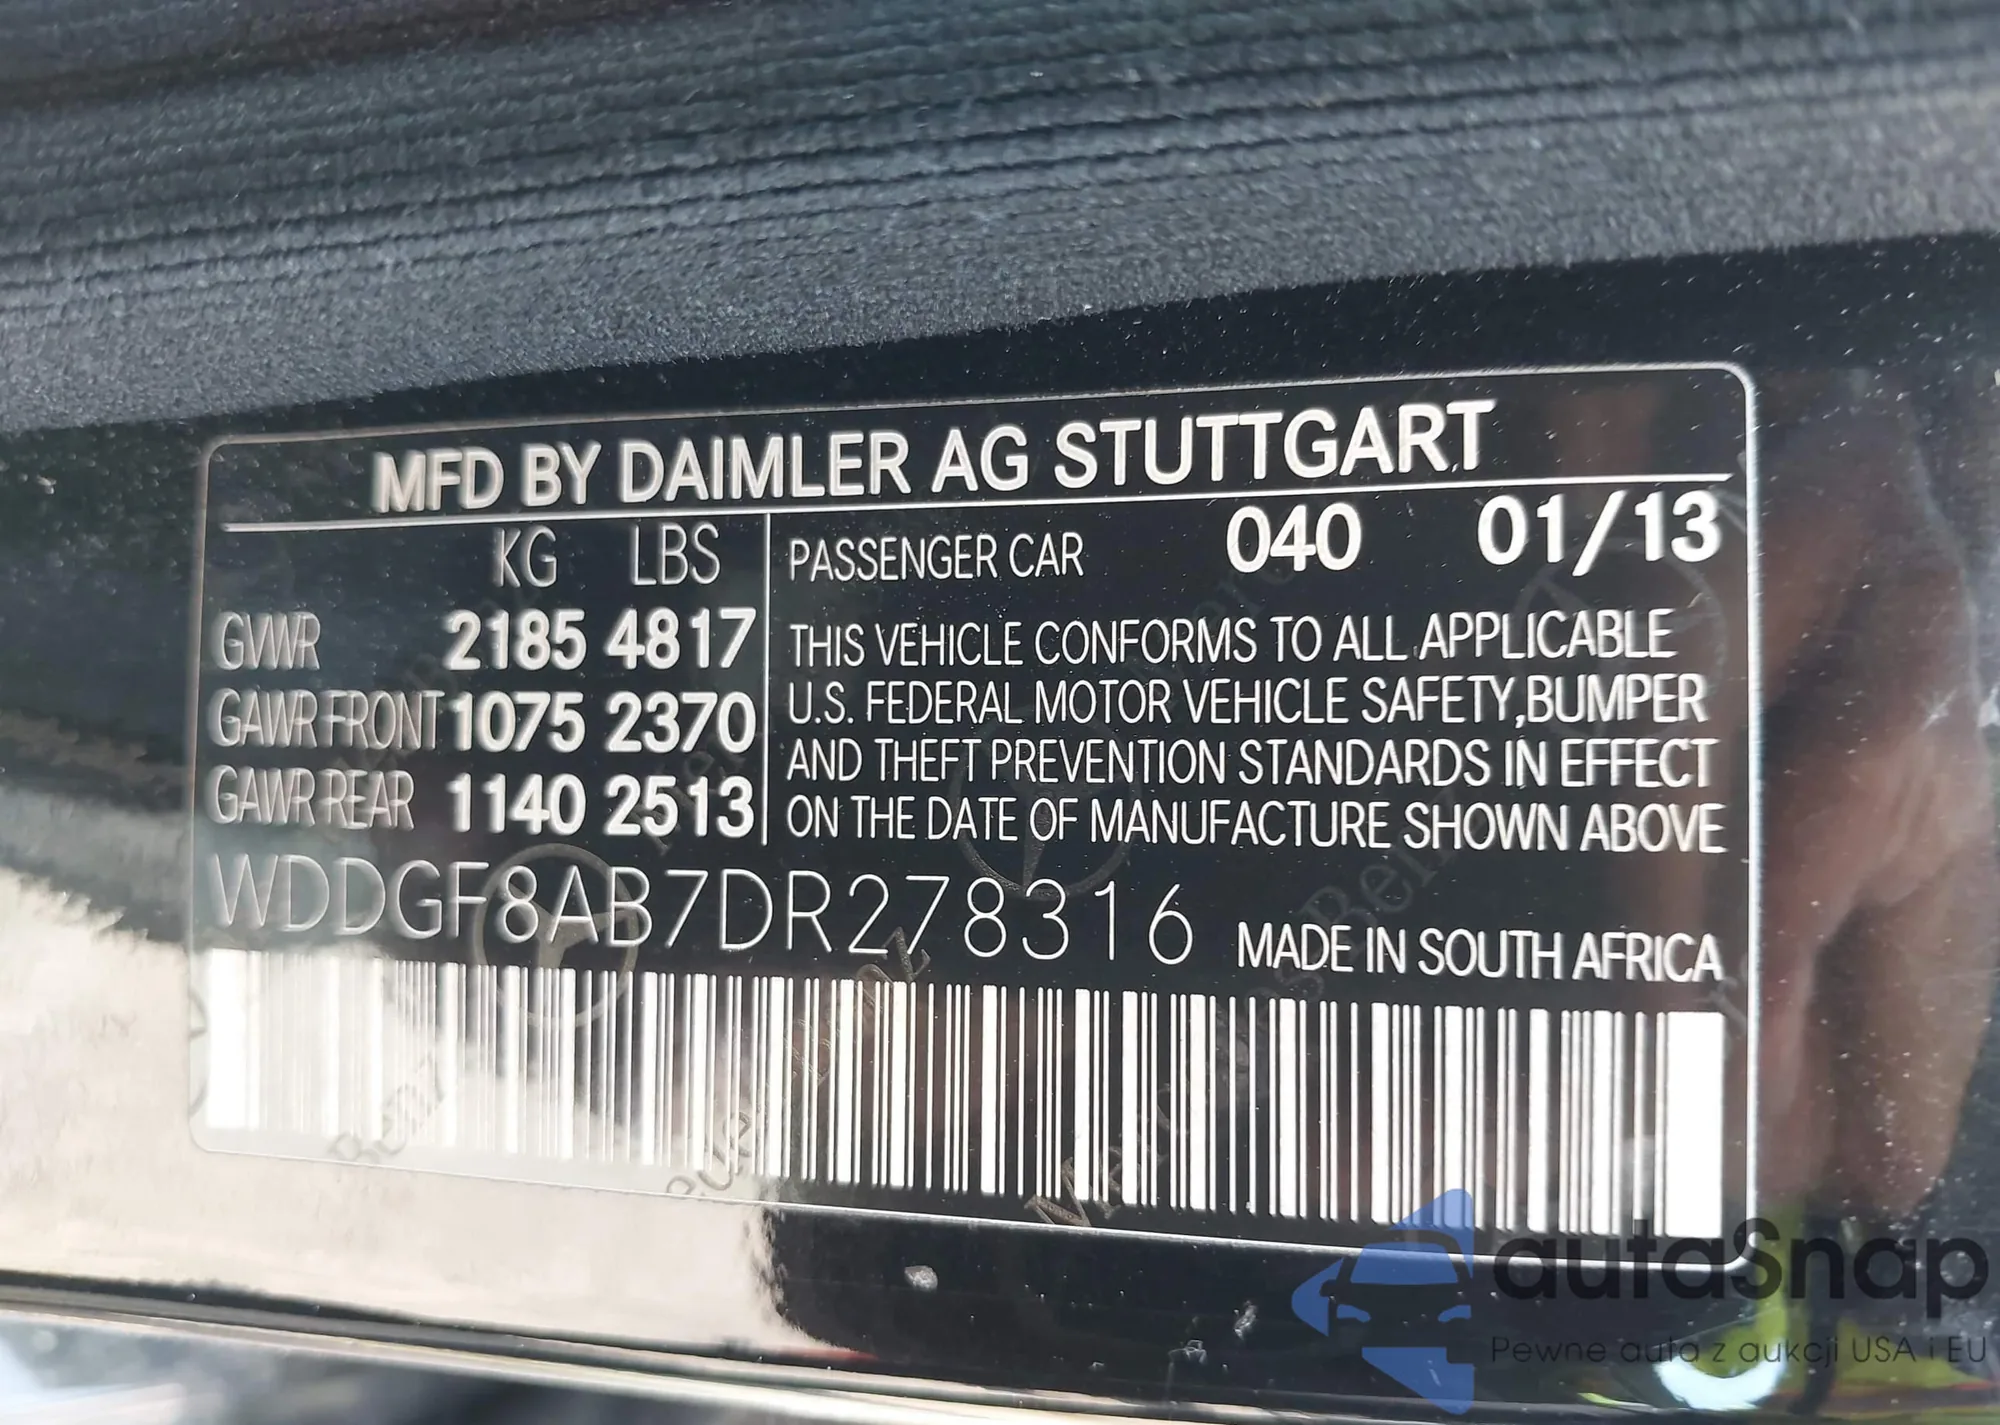 MFD BY DAIMLER AG STUTTGART
KG LBS
GVWR 2185 4817
GAWR FRONT 1075 2370
GAWR REAR 1140 2513
PASSENGER CAR 040 01/13
THIS VEHICLE CONFORMS TO ALL APPLICABLE
U.S. FEDERAL MOTOR VEHICLE SAFETY,BUMPER
AND THEFT PREVENTION STANDARDS IN EFFECT
ON THE DATE OF MANUFACTURE SHOWN ABOVE
WDDGF8AB7DR278316
MADE IN SOUTH AFRICA
autaSnap
Pewne auta z aukcji USA i EU